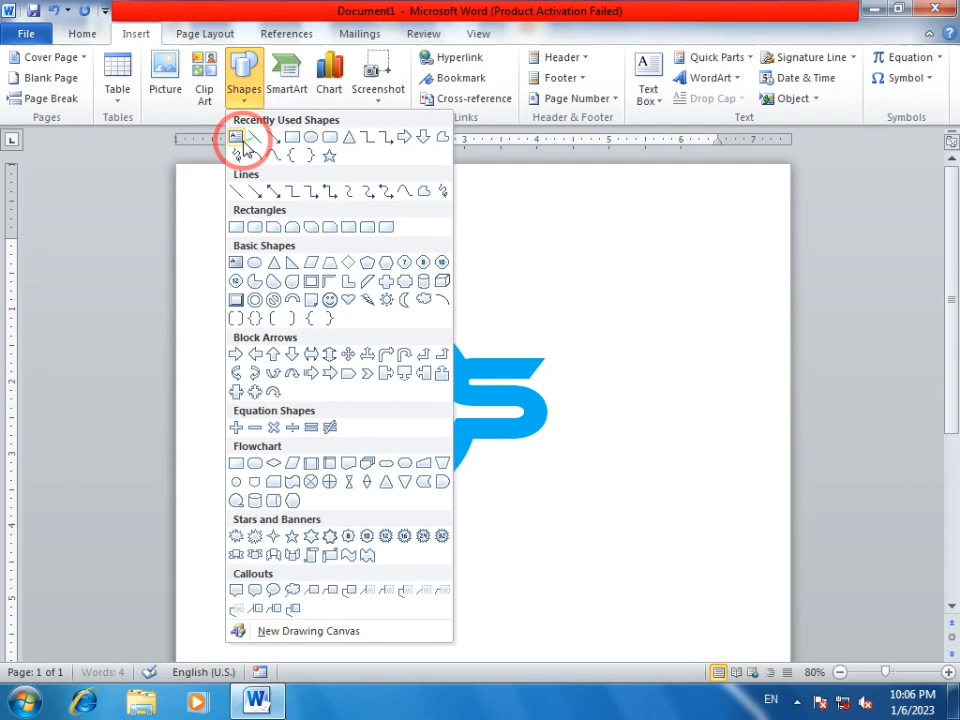 Document1 - Microsoft Word (Product Activation Failed)
File Home Insert Page Layout References Mailings Review View
Cover Page
Blank Page
Page Break
Pages
Table
Tables
Picture
Clip Art
Shapes
SmartArt
Chart
Screenshot
Hyperlink
Bookmark
Cross-reference
Links
Header
Footer
Page Number
Header & Footer
Text Box
Quick Parts
WordArt
Drop Cap
Signature Line
Date & Time
Object
Text
Equation
Symbol
Symbols
Recently Used Shapes
Lines
Rectangles
Basic Shapes
Block Arrows
Equation Shapes
Flowchart
Stars and Banners
Callouts
New Drawing Canvas
Page: 1 of 1 Words: 4 English (U.S.) 80%
EN
10:06 PM
1/6/2023